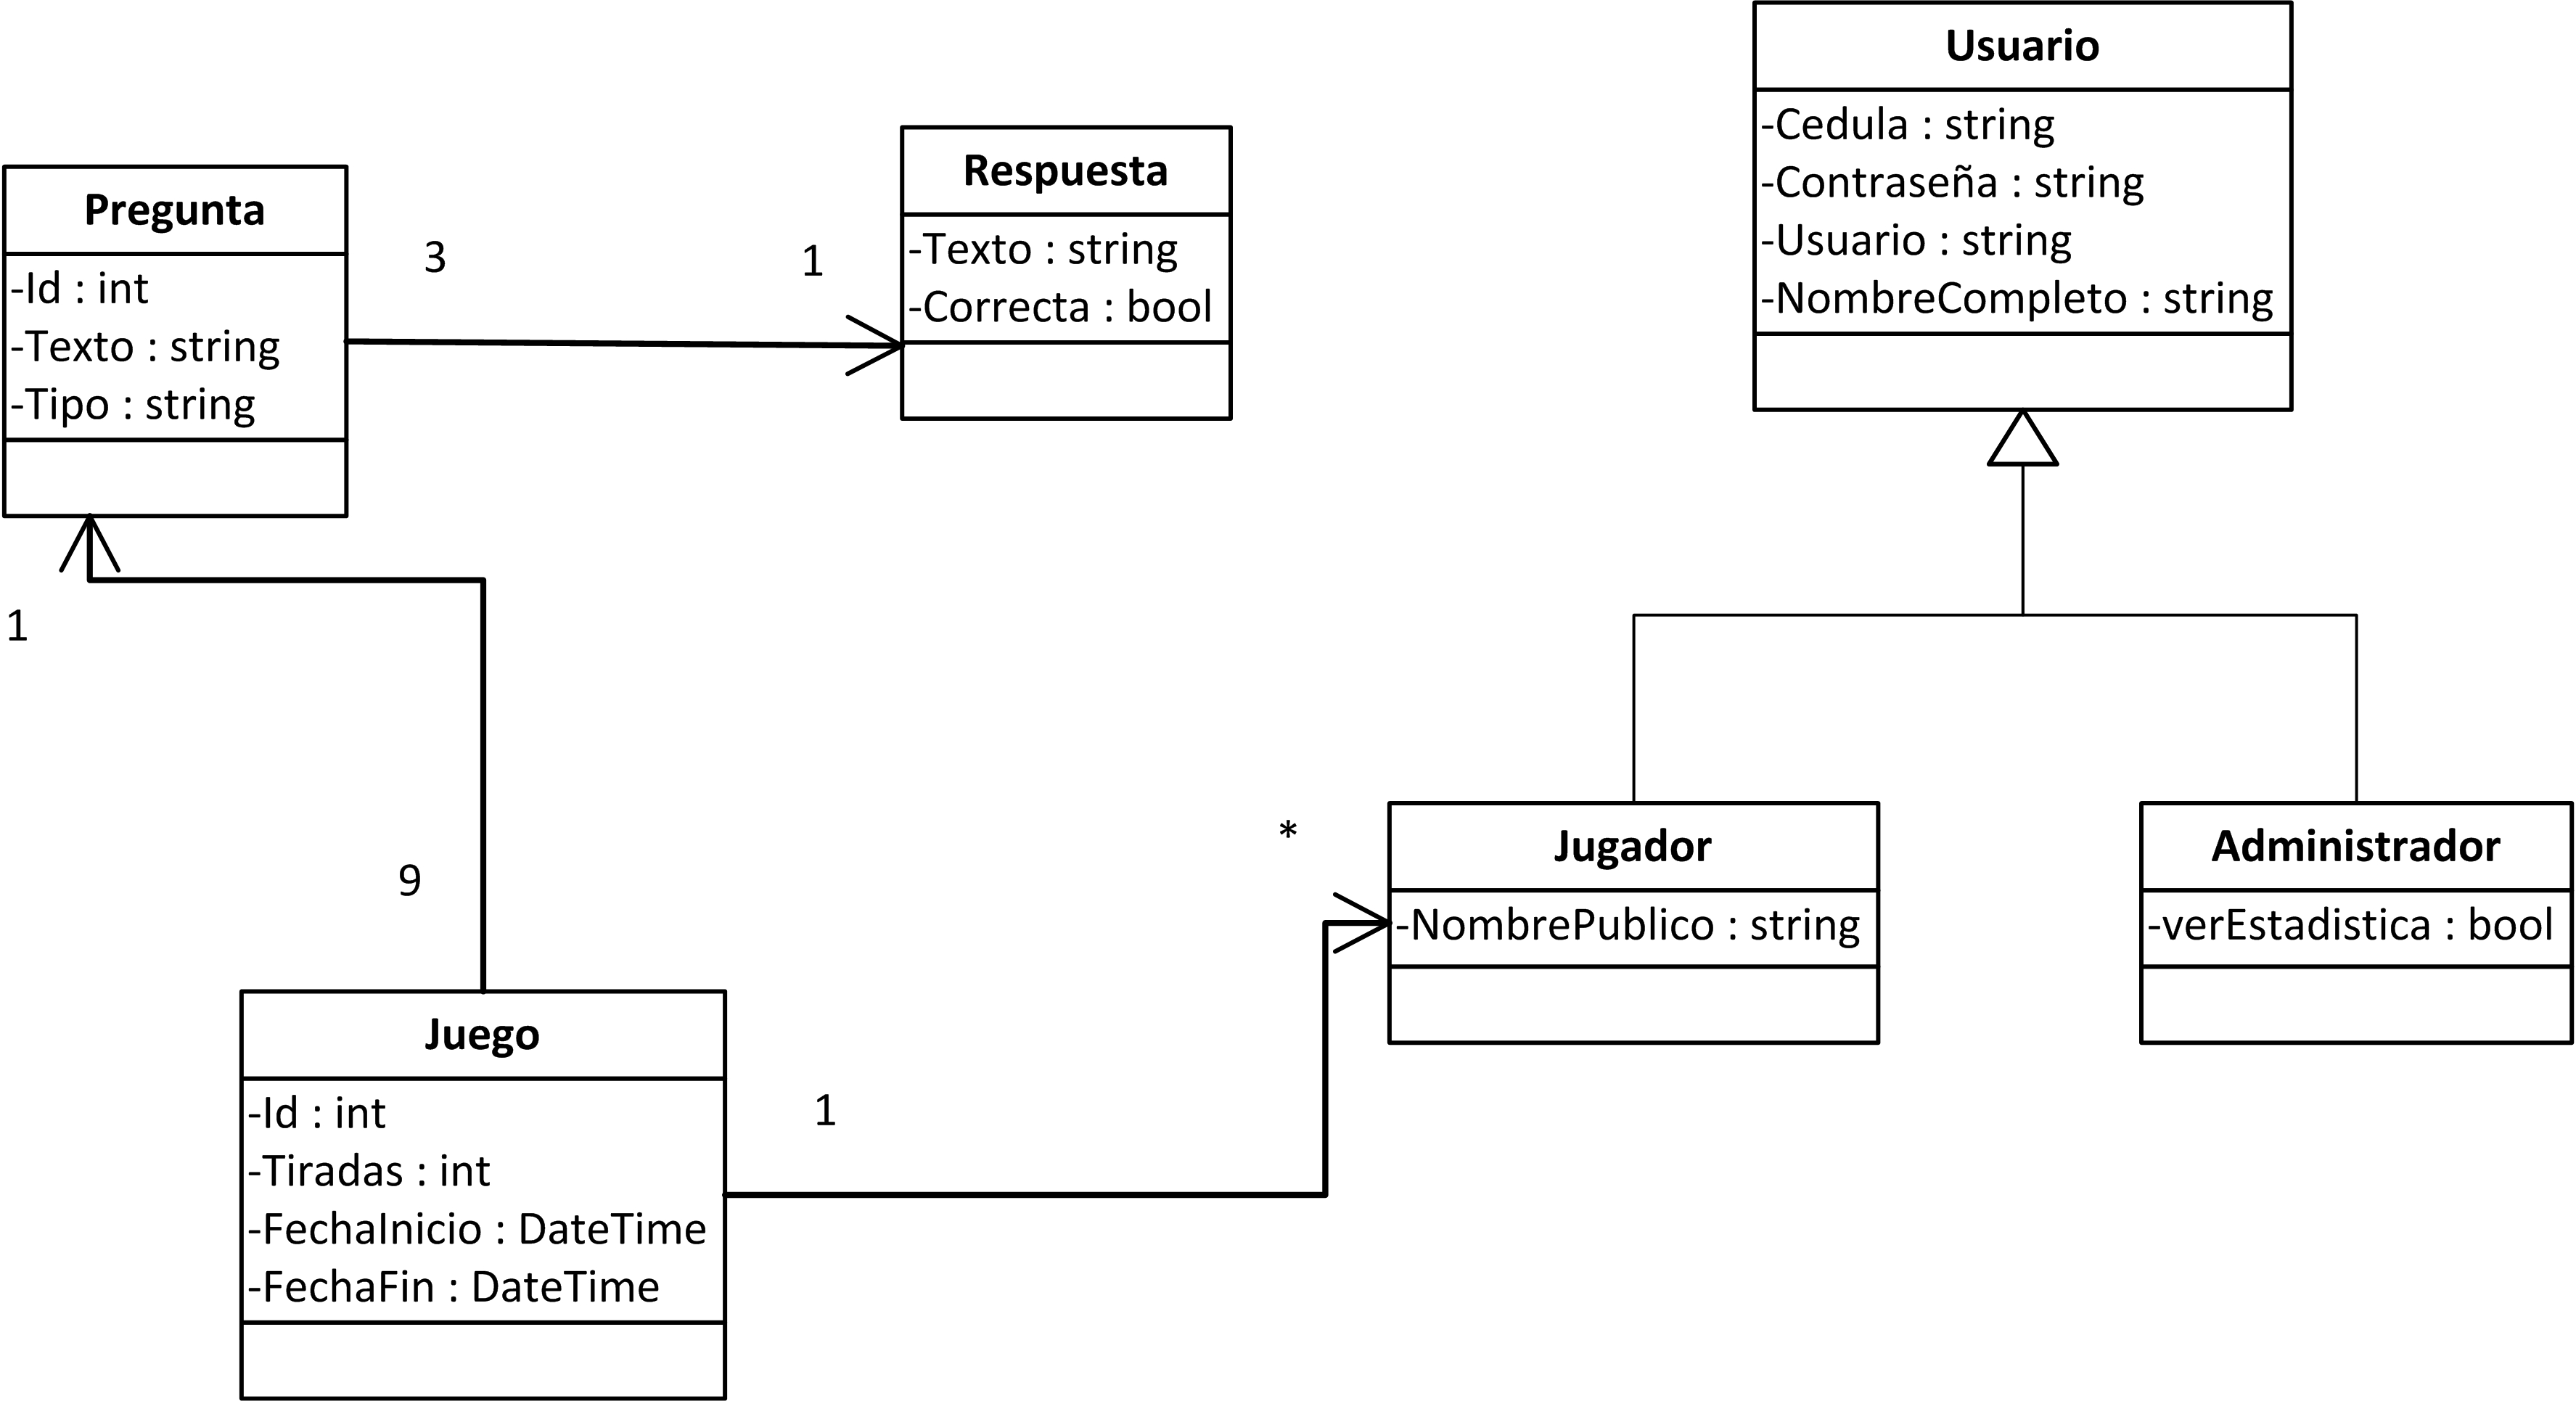 Usuario
-Cedula : string
-Contraseña : string
-Usuario : string
-NombreCompleto : string
Respuesta
-Texto : string
-Correcta : bool
Pregunta
-Id : int
-Texto : string
-Tipo : string
3
1
1
9
*
Jugador
-NombrePublico : string
Administrador
-verEstadistica : bool
Juego
-Id : int
-Tiradas : int
-FechaInicio : DateTime
-FechaFin : DateTime
1